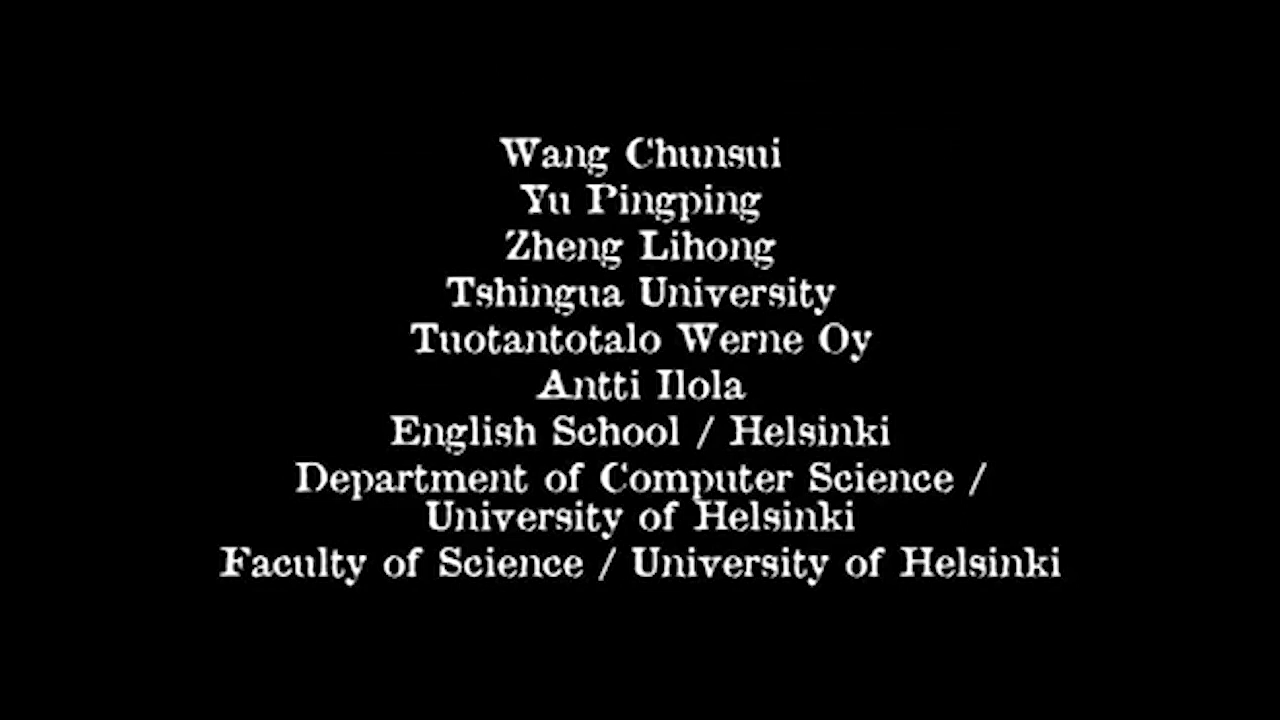 Wang Chunsui
Yu Pingping
Zheng Lihong
Tshingua University
Tuotantotalo Werne Oy
Antti Ilola
English School / Helsinki
Department of Computer Science /
University of Helsinki
Faculty of Science / University of Helsinki